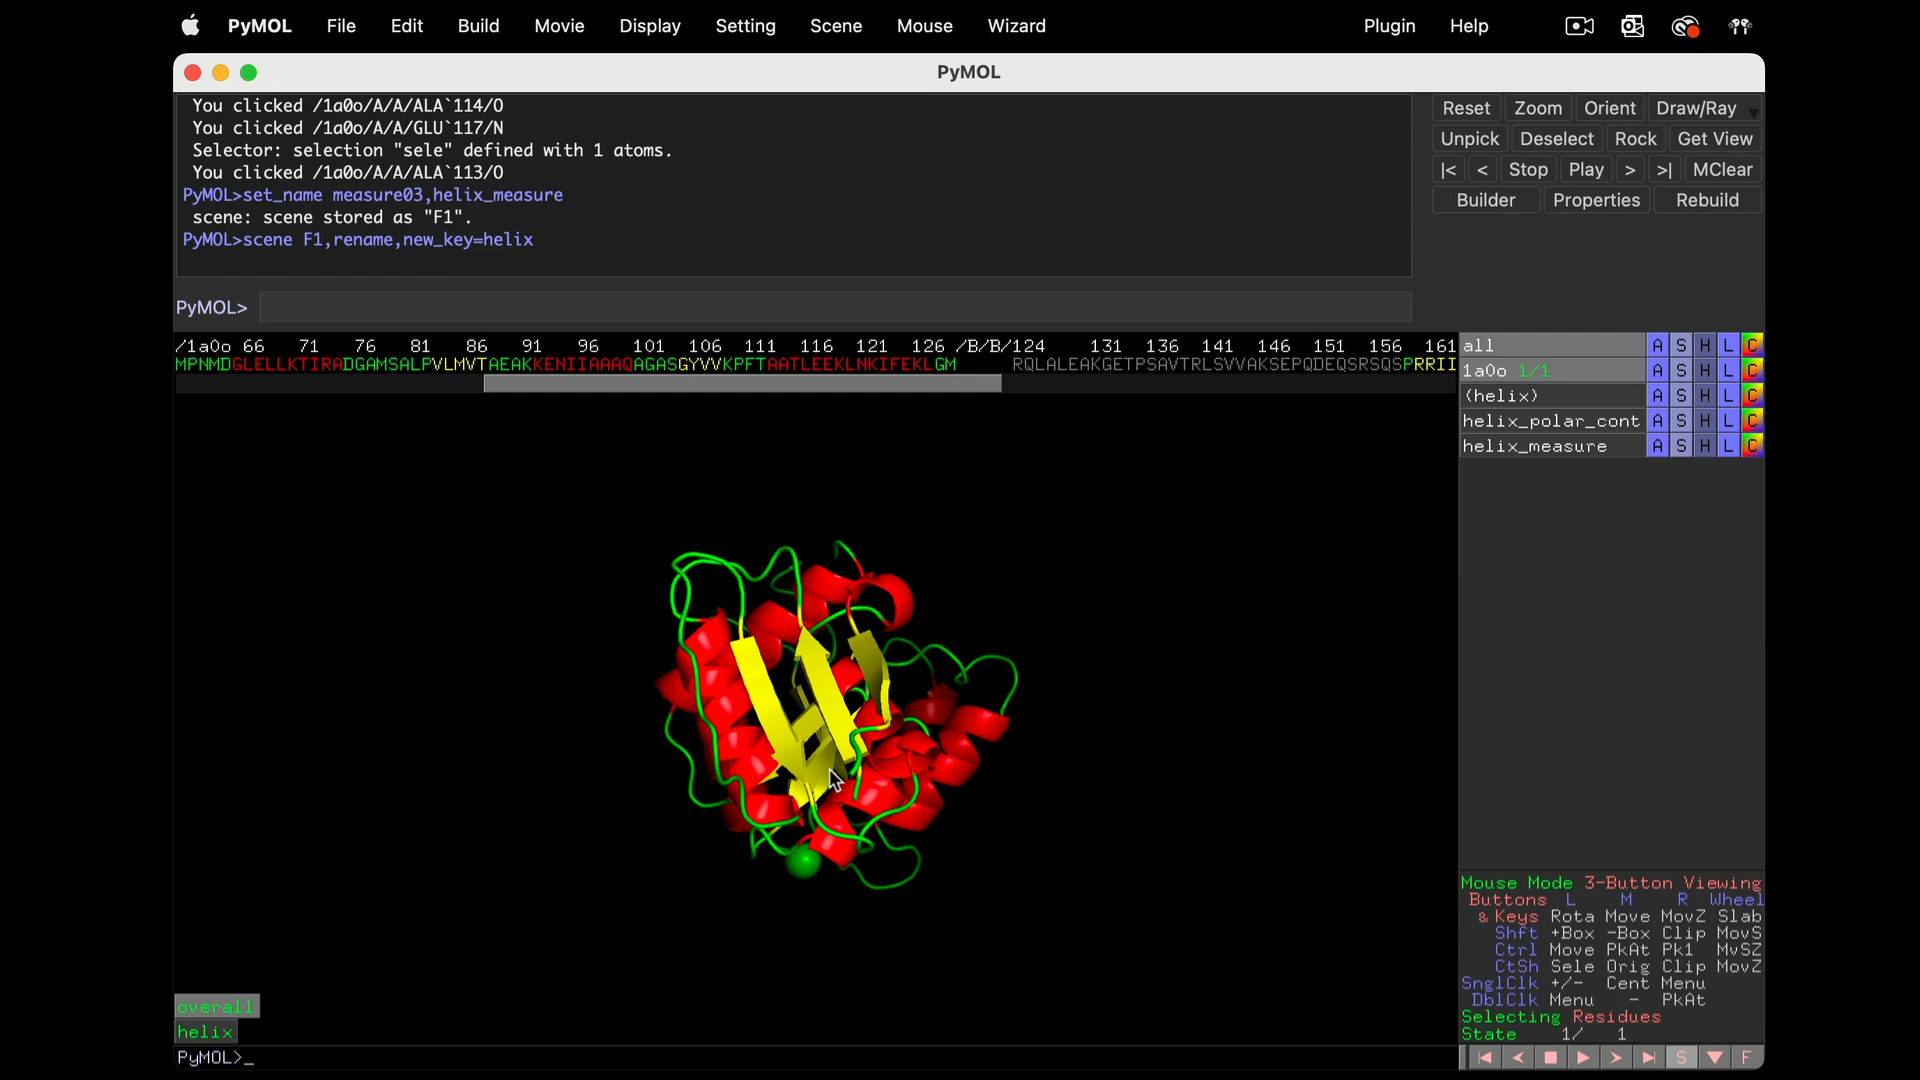 PyMOL File Edit Build Movie Display Setting Scene Mouse Wizard Plugin Help
PyMOL
You clicked /1a0o/A/A/ALA`114/O
You clicked /1a0o/A/A/GLU`117/N
Selector: selection "sele" defined with 1 atoms.
You clicked /1a0o/A/A/ALA`113/O
PyMOL>set_name measure03,helix_measure
scene: scene stored as "F1".
PyMOL>scene F1,rename,new_key=helix
PyMOL>
Reset Zoom Orient Draw/Ray
Unpick Deselect Rock Get View
|< < Stop Play > >| MClear
Builder Properties Rebuild
/1a0o 66 71 76 81 86 91 96 101 106 111 116 121 126 /B/B/124 131 136 141 146 151 156 161
MPNMDGLELLKTIRADGAMSALPVLMVTAEAKKENIIAAAQAGASGYVVKPFTAATLEEKLNKIFEKLGM RQLALEAKGETPSAVTRLSVVAKSEPQDEQSRSQSPRRII
all A S H L C
1a0o 1/1 A S H L C
(helix) A S H L C
helix_polar_cont A S H L C
helix_measure A S H L C
Mouse Mode 3-Button Viewing
Buttons L M R Wheel
& Keys Rota Move MovZ Slab
Shft +Box -Box Clip MovS
Ctrl Move PkAt Pk1 MvSZ
CtSh Sele Orig Clip MovZ
SnglClk +/- Cent Menu
DblClk Menu - PkAt
Selecting Residues
State 1/ 1
overall
helix
PyMOL>_
S F